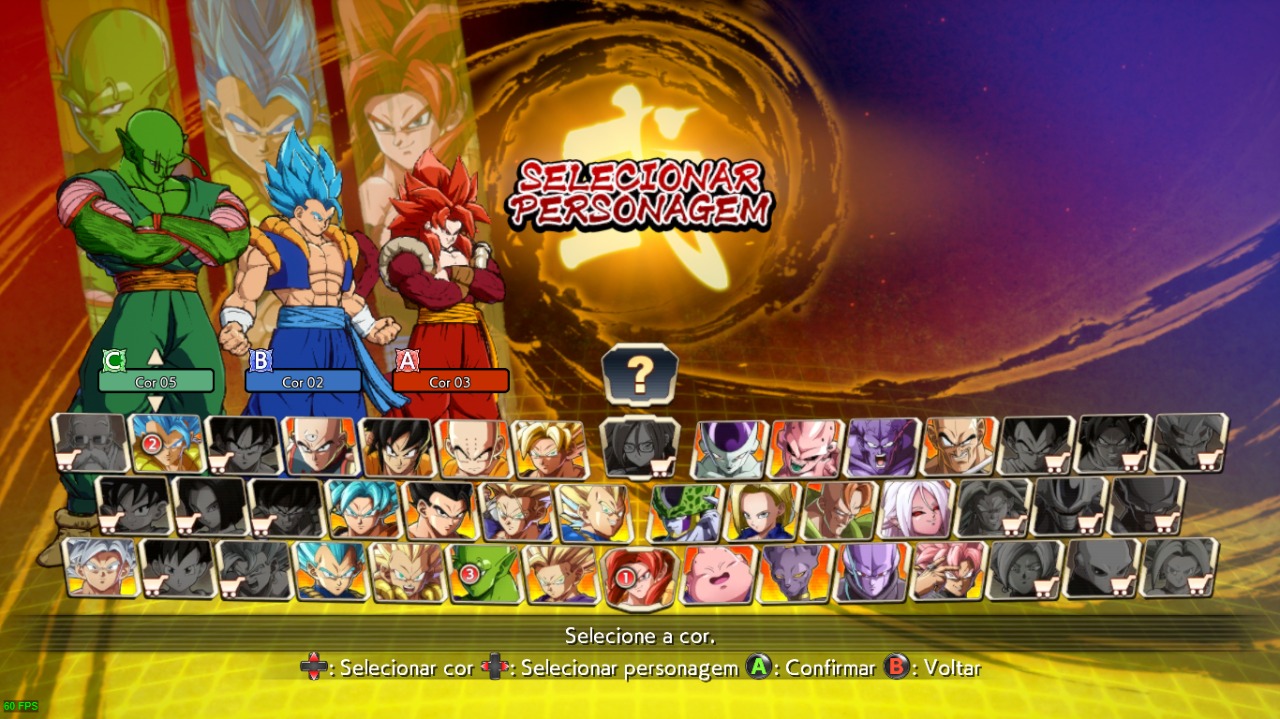 式
SELECIONAR
PERSONAGEM
?
C
B
A
Cor 05
Cor 02
Cor 03
2
3
1
Selecione a cor.
: Selecionar cor : Selecionar personagem A : Confirmar B : Voltar
60 FPS